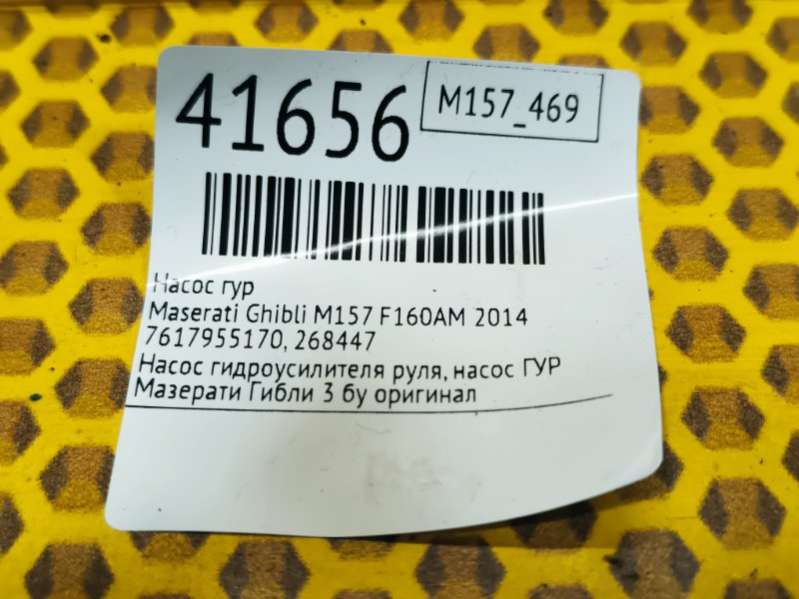 41656
M157_469
Насос гур
Maserati Ghibli M157 F160AM 2014
7617955170, 268447
Насос гидроусилителя руля, насос ГУР
Мазерати Гибли 3 бу оригинал